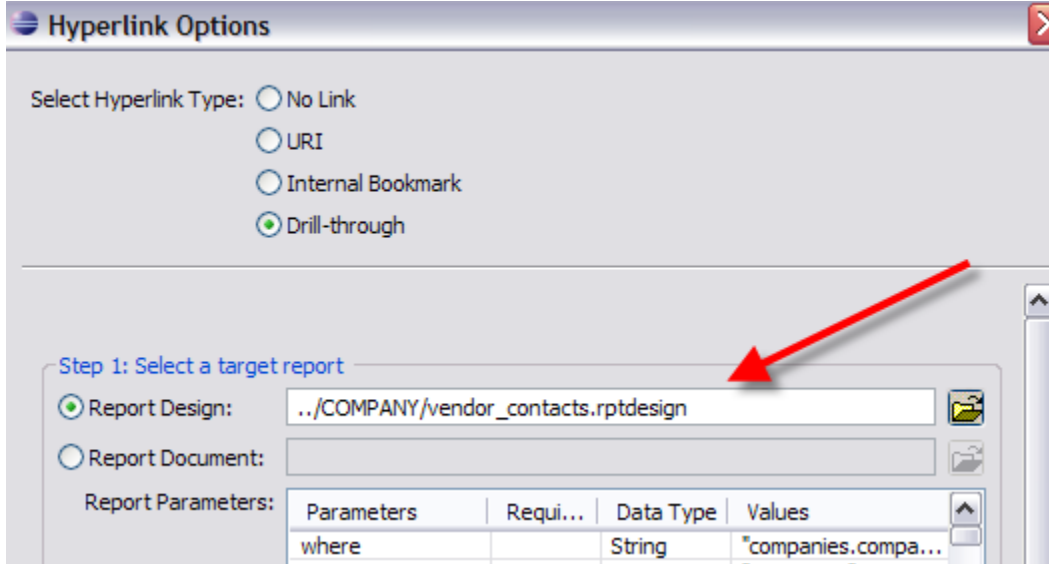 Hyperlink Options
Select Hyperlink Type: No Link
URI
Internal Bookmark
Drill-through
Step 1: Select a target report
Report Design: ../COMPANY/vendor_contacts.rptdesign
Report Document:
Report Parameters: Parameters Requi... Data Type Values
where String "companies.compa...